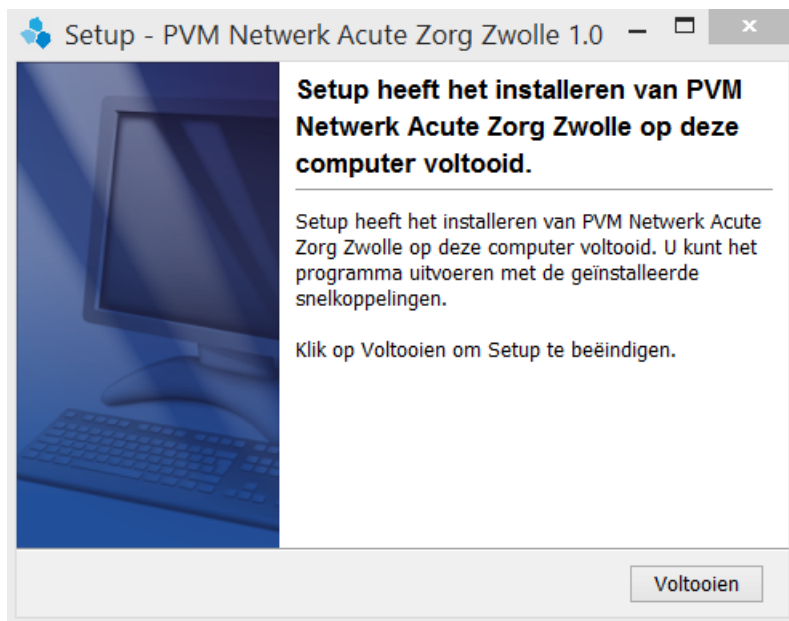 Setup - PVM Netwerk Acute Zorg Zwolle 1.0
Setup heeft het installeren van PVM
Netwerk Acute Zorg Zwolle op deze
computer voltooid.
Setup heeft het installeren van PVM Netwerk Acute
Zorg Zwolle op deze computer voltooid. U kunt het
programma uitvoeren met de geïnstalleerde
snelkoppelingen.
Klik op Voltooien om Setup te beëindigen.
Voltooien